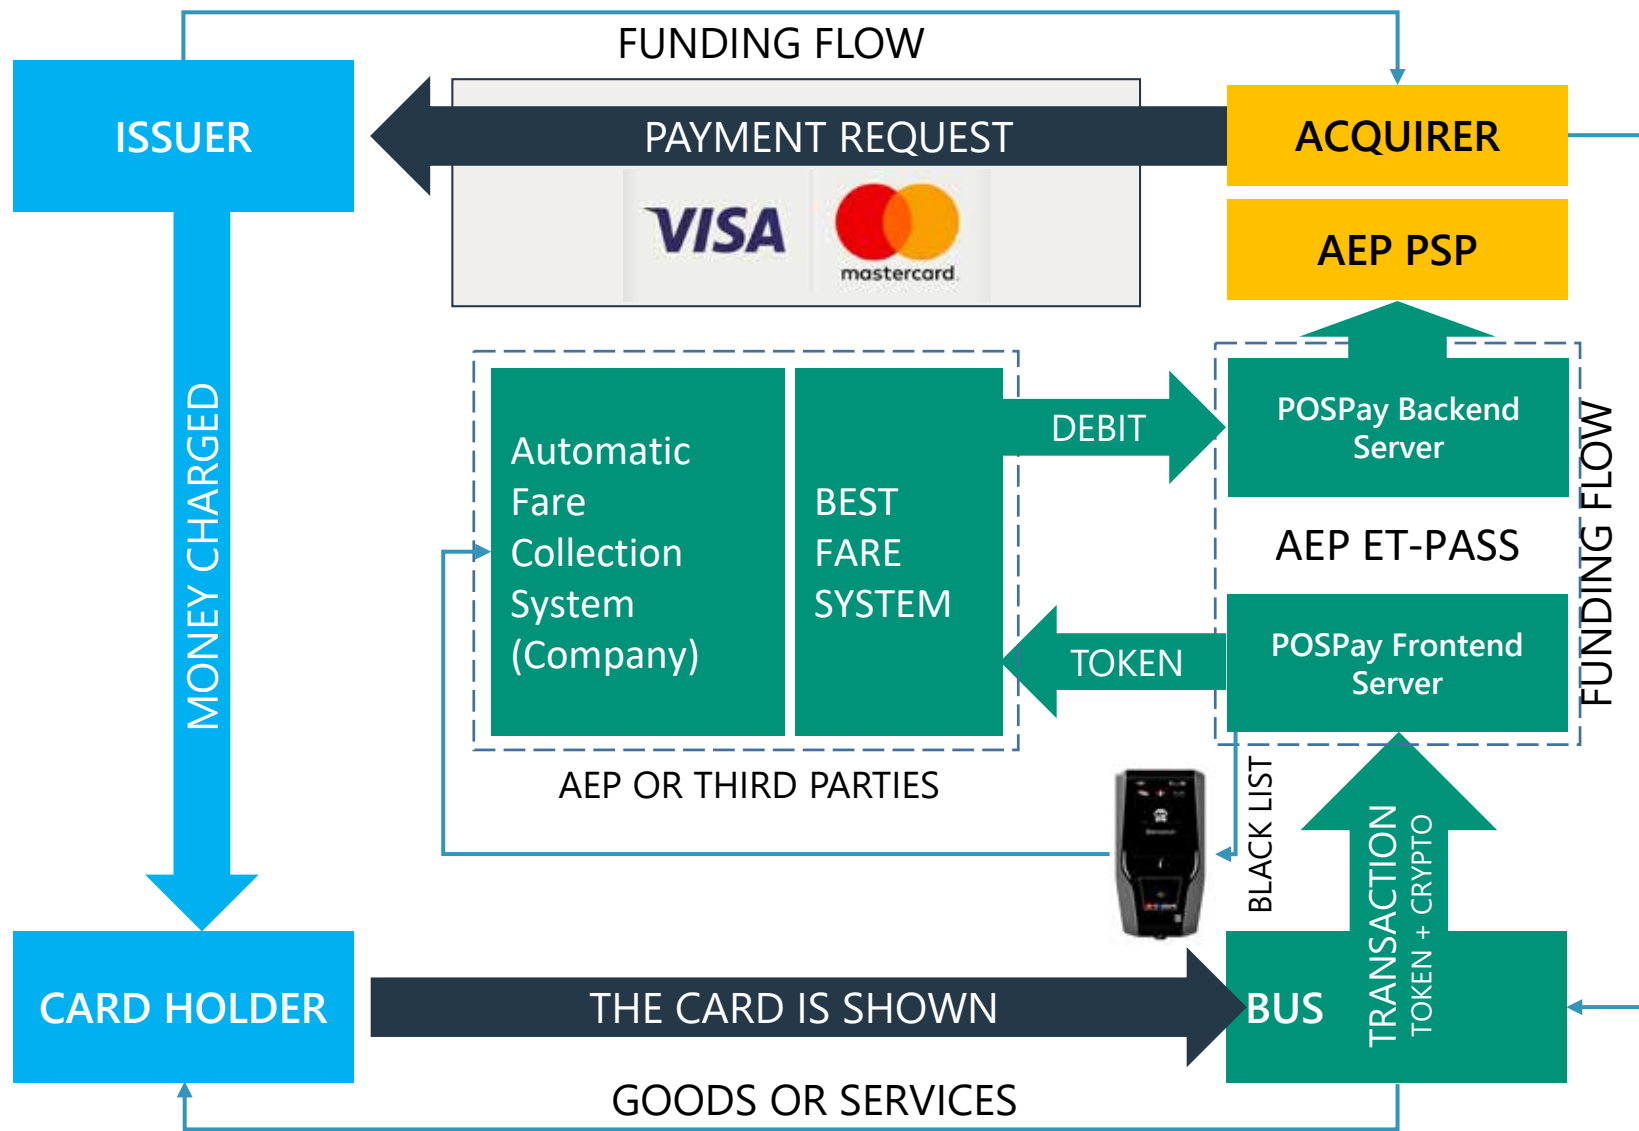 FUNDING FLOW
ISSUER
PAYMENT REQUEST
ACQUIRER
VISA
mastercard.
AEP PSP
MONEY CHARGED
Automatic
Fare
Collection
System
(Company)
BEST
FARE
SYSTEM
DEBIT
POSPay Backend
Server
AEP ET-PASS
FUNDING FLOW
TOKEN
POSPay Frontend
Server
AEP OR THIRD PARTIES
BLACK LIST
TRANSACTION
TOKEN + CRYPTO
CARD HOLDER
THE CARD IS SHOWN
BUS
GOODS OR SERVICES